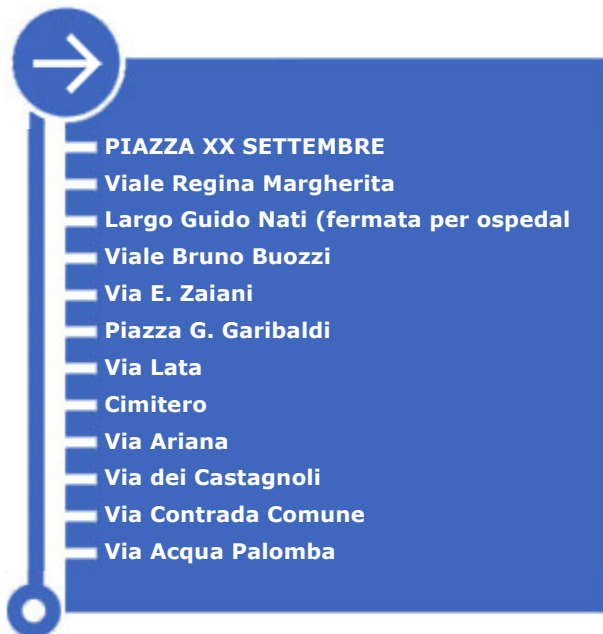 PIAZZA XX SETTEMBRE
Viale Regina Margherita
Largo Guido Nati (fermata per ospedal
Viale Bruno Buozzi
Via E. Zaiani
Piazza G. Garibaldi
Via Lata
Cimitero
Via Ariana
Via dei Castagnoli
Via Contrada Comune
Via Acqua Palomba